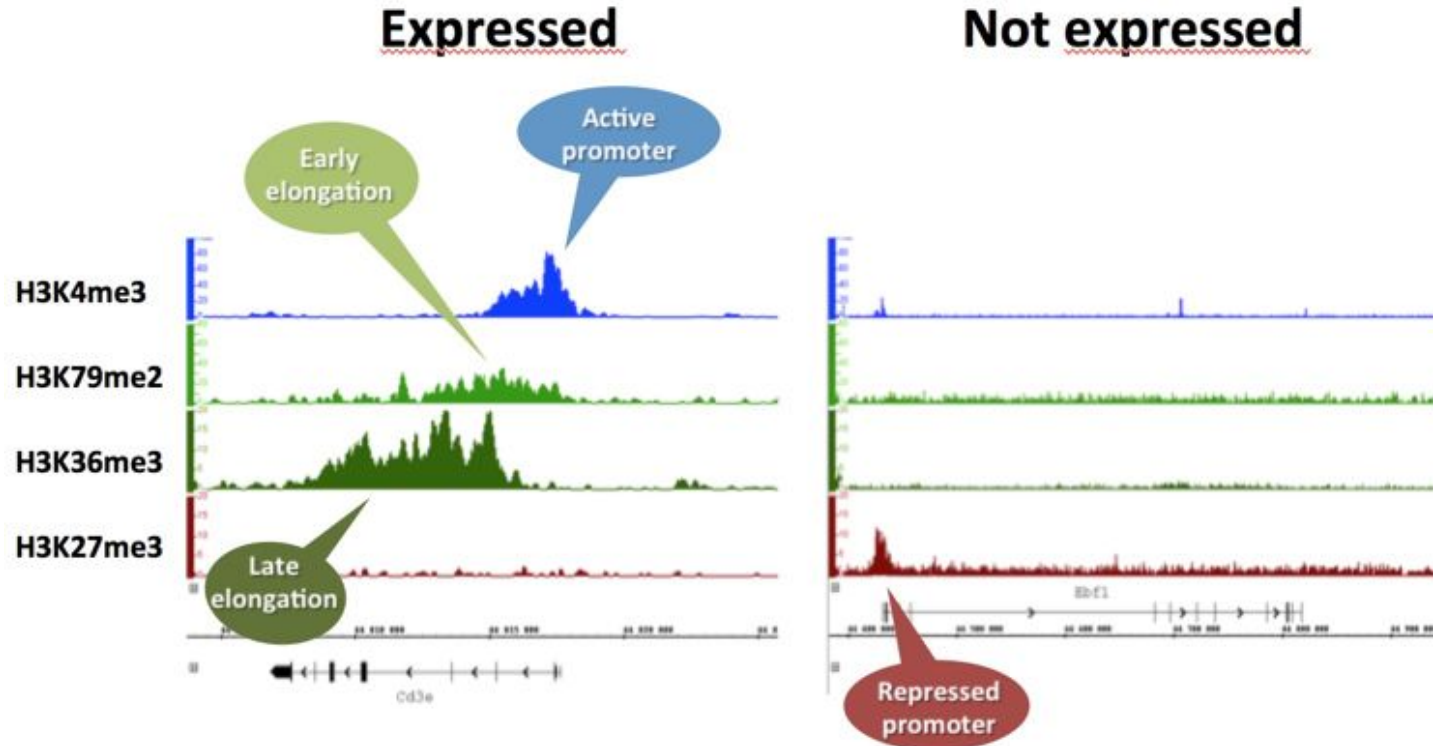 Expressed
Not expressed
Active
promoter
Early
elongation
H3K4me3
H3K79me2
H3K36me3
H3K27me3
Late
elongation
Ebf1
Cd3e
Repressed
promoter